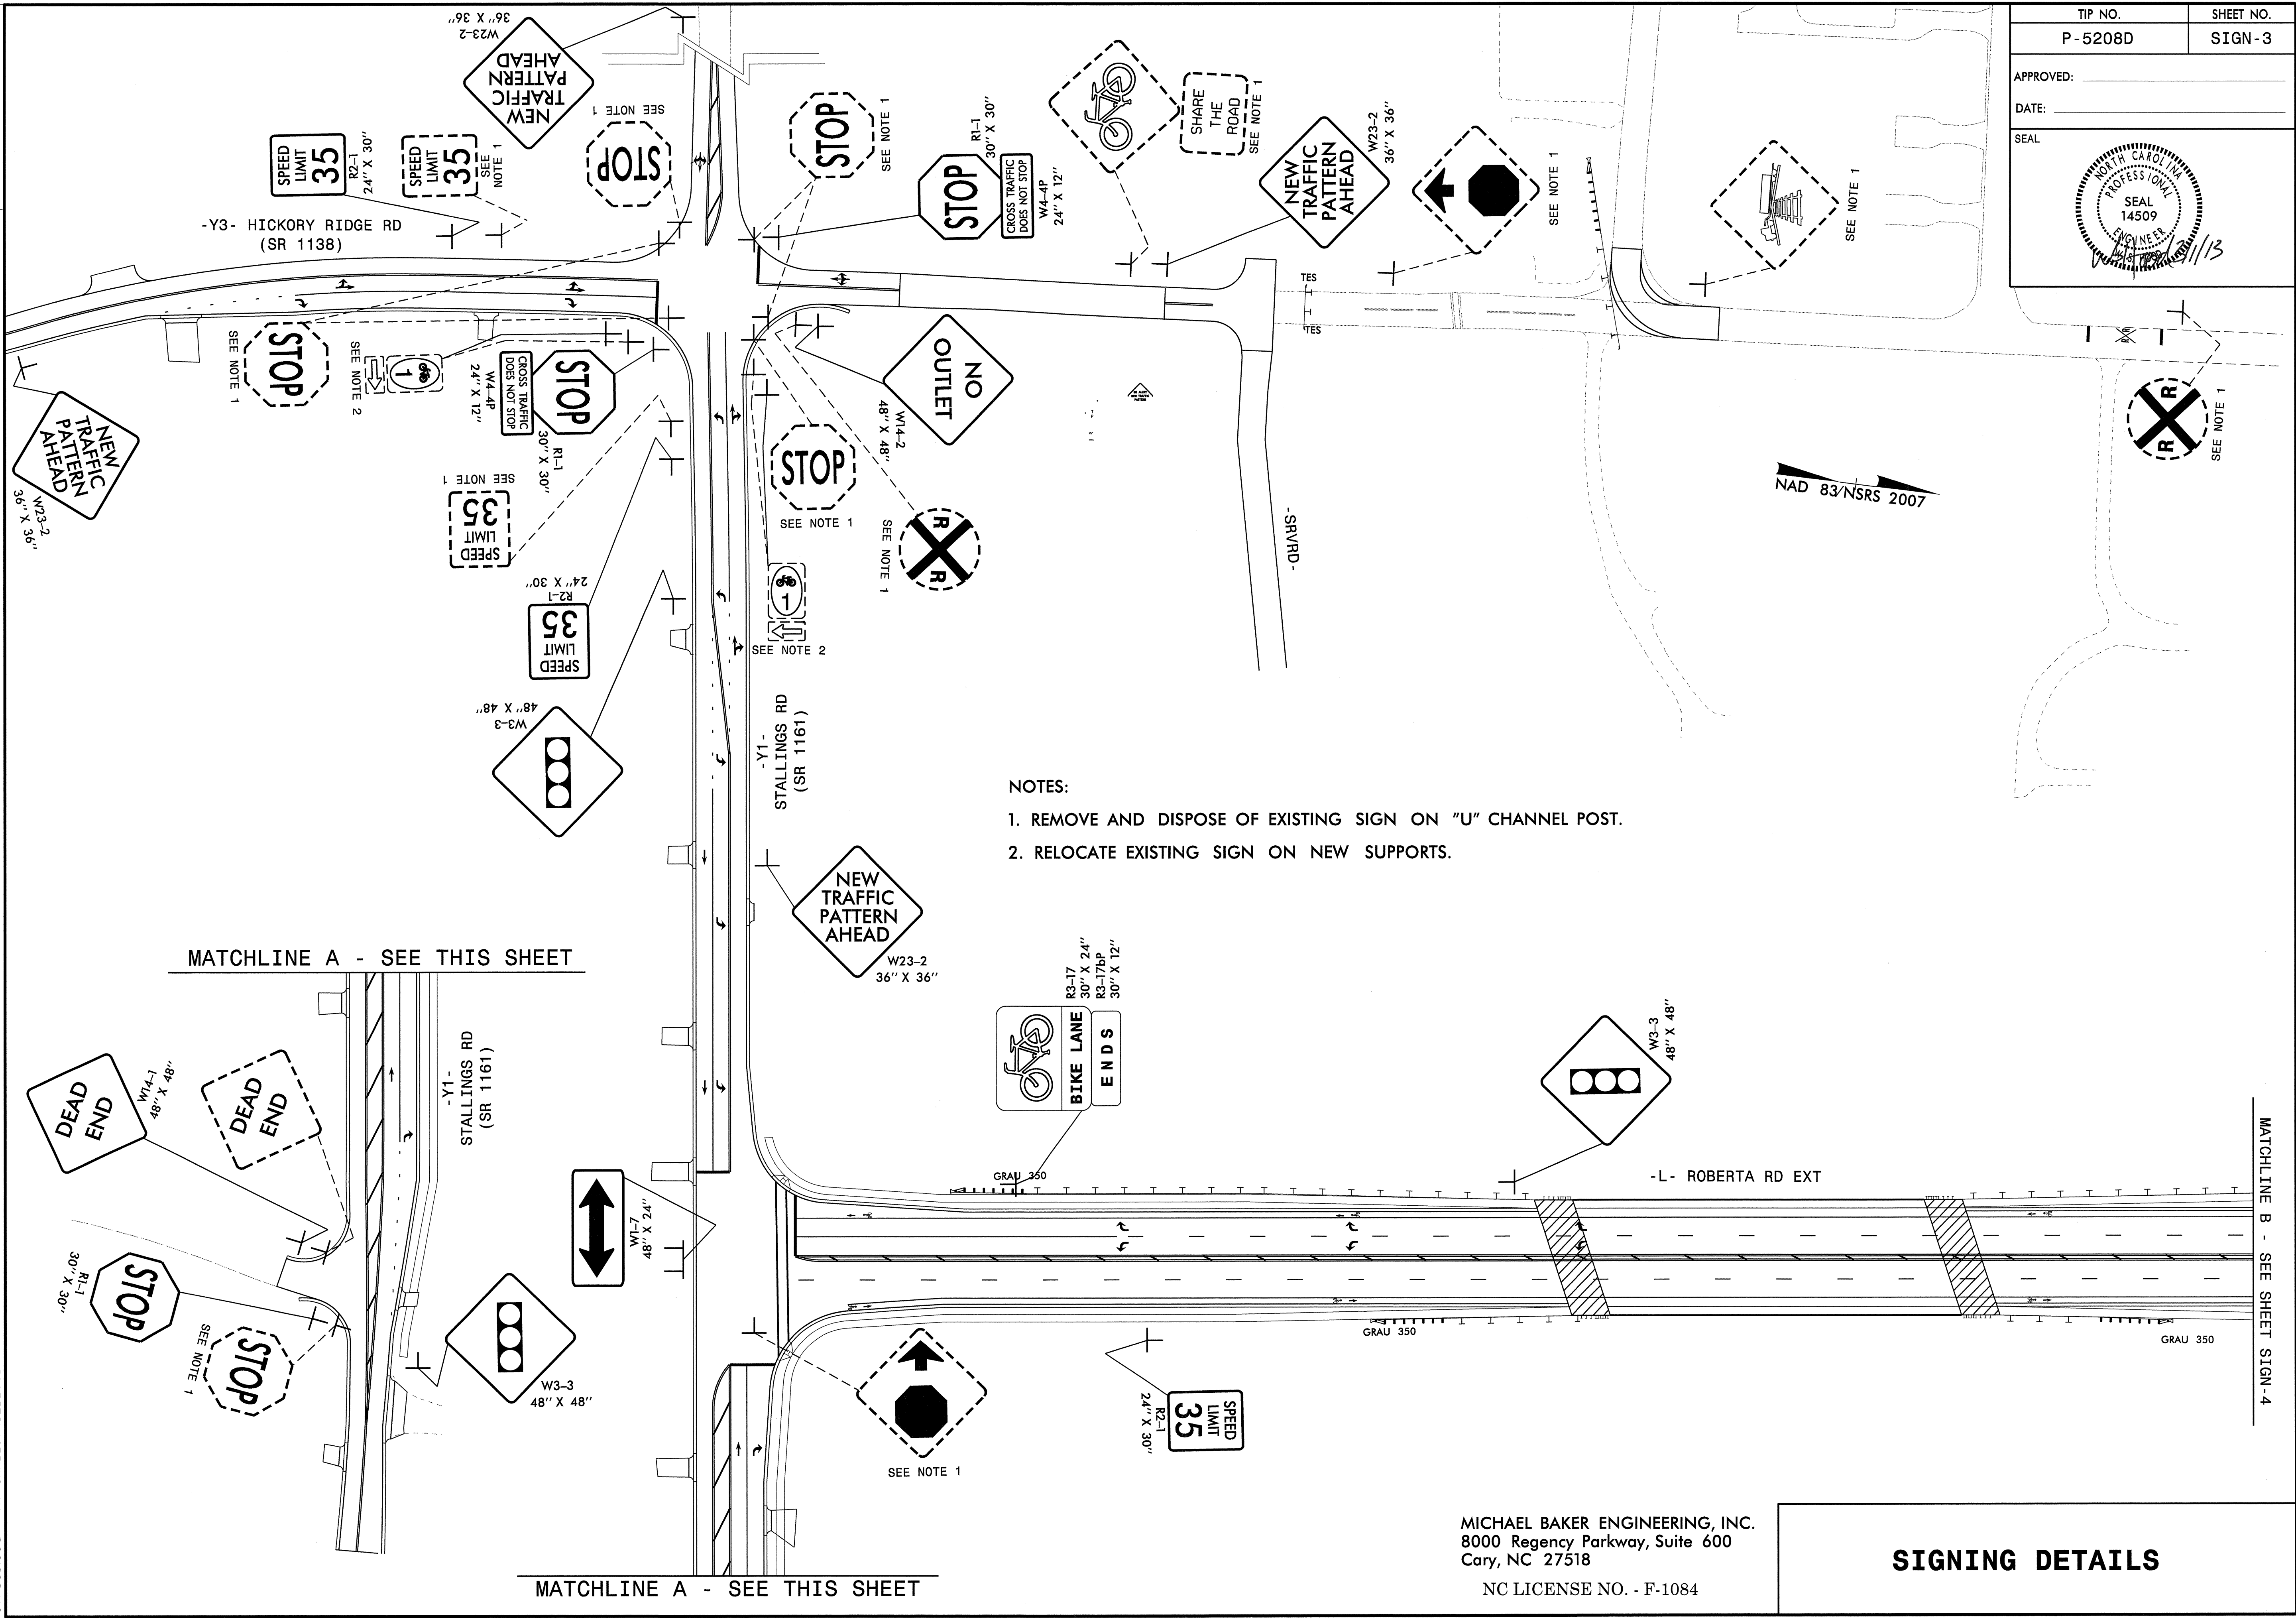 TIP NO.
SHEET NO.
P-5208D
SIGN-3
APPROVED:
DATE:
SEAL
NORTH CAROLINA
PROFESSIONAL
SEAL
14509
ENGINEER
W23-2
36" X 36"
NEW
TRAFFIC
PATTERN
AHEAD
SPEED
LIMIT
35
R2-1
24" X 30"
SPEED
LIMIT
35
SEE
NOTE 1
STOP
SEE NOTE 1
STOP
SEE NOTE 1
R1-1
30" X 30"
STOP
CROSS TRAFFIC
DOES NOT STOP
W4-4P
24" X 12"
SHARE
THE
ROAD
SEE NOTE 1
NEW
TRAFFIC
PATTERN
AHEAD
W23-2
36" X 36"
SEE NOTE 1
SEE NOTE 1
-Y3- HICKORY RIDGE RD
(SR 1138)
TES
TES
R R
SEE NOTE 1
NEW
TRAFFIC
PATTERN
AHEAD
W23-2
36" X 36"
STOP
SEE NOTE 1
1
SEE NOTE 2
STOP
CROSS TRAFFIC
DOES NOT STOP
W4-4P
24" X 12"
R1-1
30" X 30"
NO
OUTLET
W14-2
48" X 48"
SPEED
LIMIT
35
SEE NOTE 1
STOP
SEE NOTE 1
R R
SEE NOTE 1
1
SEE NOTE 2
SPEED
LIMIT
35
R2-1
24" X 30"
-SRVRD-
NAD 83/NSRS 2007
W3-3
48" X 48"
-Y1-
STALLINGS RD
(SR 1161)
NOTES:
1. REMOVE AND DISPOSE OF EXISTING SIGN ON "U" CHANNEL POST.
2. RELOCATE EXISTING SIGN ON NEW SUPPORTS.
NEW
TRAFFIC
PATTERN
AHEAD
W23-2
36" X 36"
MATCHLINE A - SEE THIS SHEET
-Y1-
STALLINGS RD
(SR 1161)
DEAD
END
W14-1
48" X 48"
DEAD
END
STOP
R1-1
30" X 30"
STOP
SEE NOTE 1
W3-3
48" X 48"
W1-7
48" X 24"
BIKE LANE
ENDS
R3-17
30" X 24"
R3-17bP
30" X 12"
GRAU 350
W3-3
48" X 48"
-L- ROBERTA RD EXT
MATCHLINE B - SEE SHEET SIGN-4
GRAU 350
GRAU 350
SEE NOTE 1
SPEED
LIMIT
35
R2-1
24" X 30"
MATCHLINE A - SEE THIS SHEET
MICHAEL BAKER ENGINEERING, INC.
8000 Regency Parkway, Suite 600
Cary, NC 27518
NC LICENSE NO. - F-1084
SIGNING DETAILS